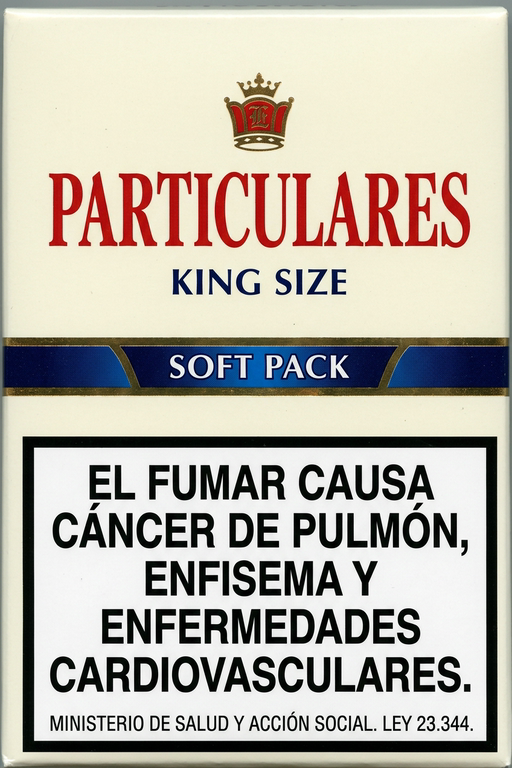 PARTICULARES
KING SIZE
SOFT PACK
EL FUMAR CAUSA
CÁNCER DE PULMÓN,
ENFISEMA Y
ENFERMEDADES
CARDIOVASCULARES.
MINISTERIO DE SALUD Y ACCIÓN SOCIAL. LEY 23.344.